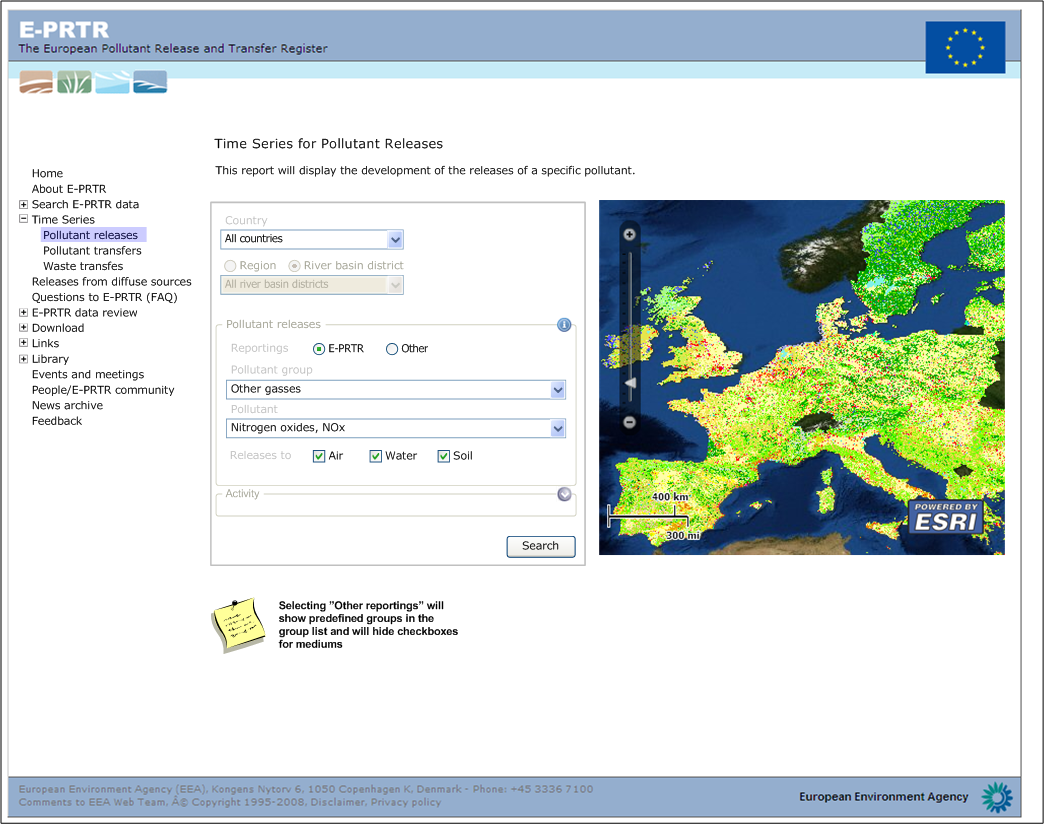 E-PRTR
The European Pollutant Release and Transfer Register
Time Series for Pollutant Releases
This report will display the development of the releases of a specific pollutant.
Home
About E-PRTR
Search E-PRTR data
Time Series
Pollutant releases
Pollutant transfers
Waste transfes
Releases from diffuse sources
Questions to E-PRTR (FAQ)
E-PRTR data review
Download
Links
Library
Events and meetings
People/E-PRTR community
News archive
Feedback
Country
All countries
Region River basin district
All river basin districts
Pollutant releases
Reportings E-PRTR Other
Pollutant group
Other gasses
Pollutant
Nitrogen oxides, NOx
Releases to Air Water Soil
Activity
Search
400 km
300 mi
POWERED BY
ESRI
Selecting ”Other reportings” will
show predefined groups in the
group list and will hide checkboxes
for mediums
European Environment Agency (EEA), Kongens Nytorv 6, 1050 Copenhagen K, Denmark - Phone: +45 3336 7100
Comments to EEA Web Team, Â© Copyright 1995-2008. Disclaimer. Privacy policy
European Environment Agency